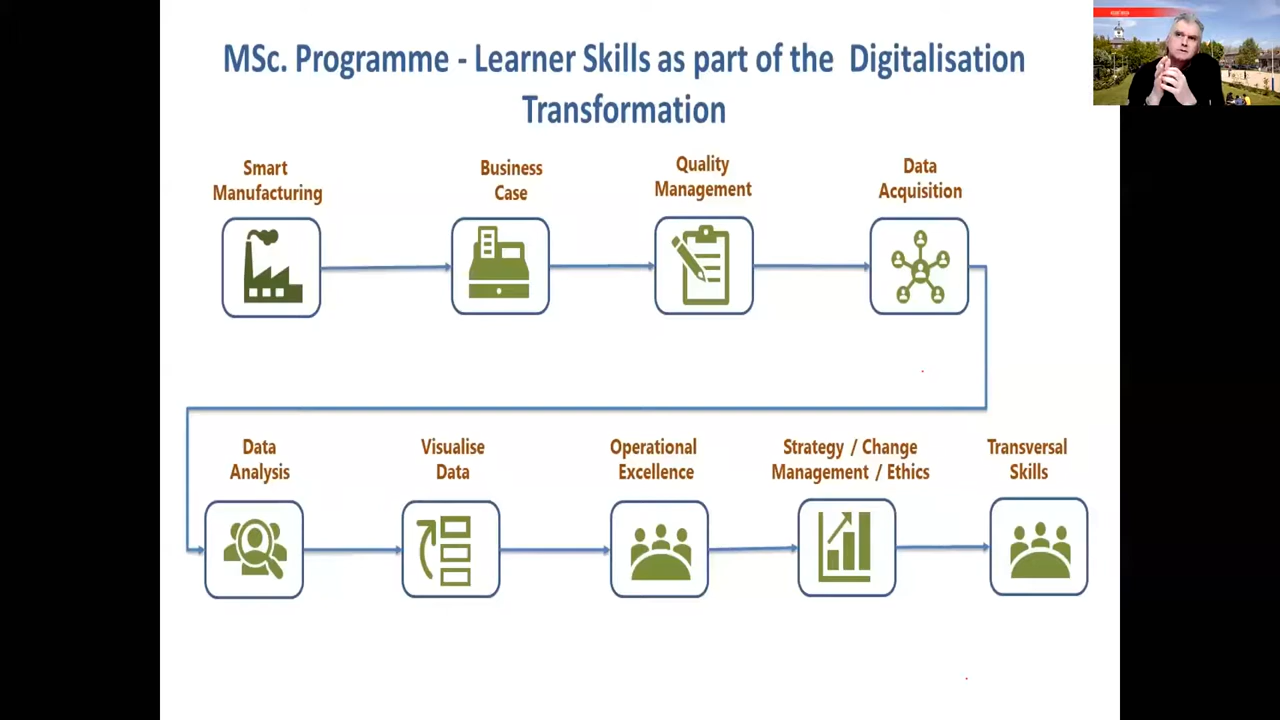 MSc. Programme - Learner Skills as part of the Digitalisation
Transformation
Smart
Manufacturing
Business
Case
Quality
Management
Data
Acquisition
Data
Analysis
Visualise
Data
Operational
Excellence
Strategy / Change
Management / Ethics
Transversal
Skills